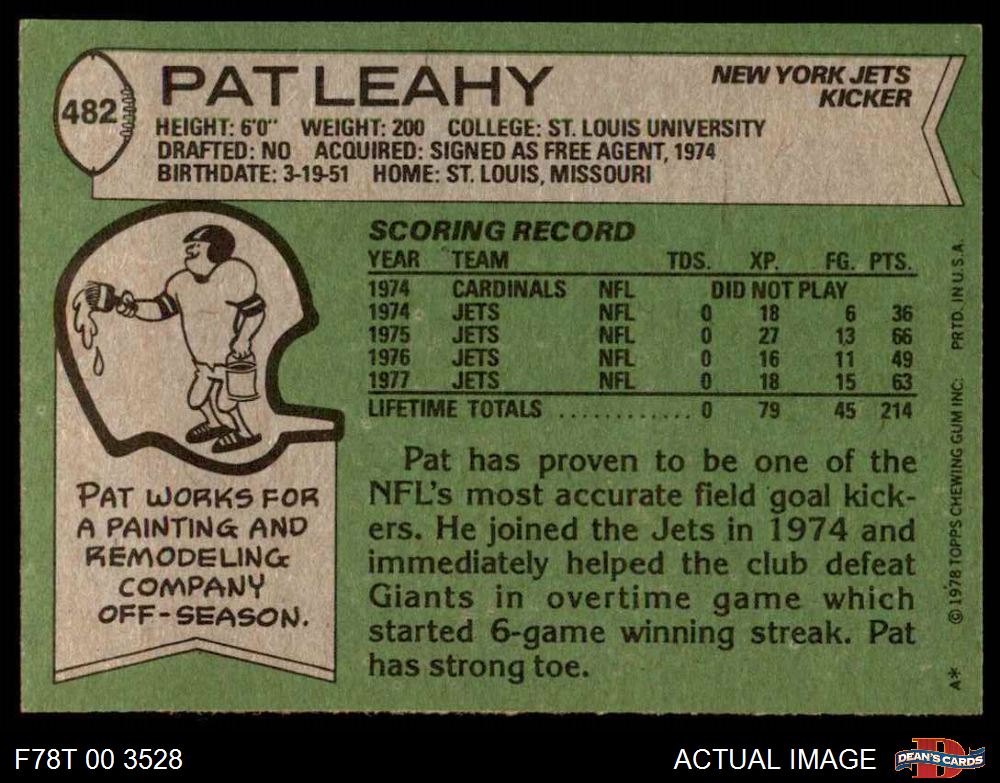 482
PAT LEAHY
NEW YORK JETS
KICKER
HEIGHT: 6'0" WEIGHT: 200 COLLEGE: ST. LOUIS UNIVERSITY
DRAFTED: NO ACQUIRED: SIGNED AS FREE AGENT, 1974
BIRTHDATE: 3-19-51 HOME: ST. LOUIS, MISSOURI
SCORING RECORD
YEAR TEAM TDS. XP. FG. PTS.
1974 CARDINALS NFL DID NOT PLAY
1974 JETS NFL 0 18 6 36
1975 JETS NFL 0 27 13 66
1976 JETS NFL 0 16 11 49
1977 JETS NFL 0 18 15 63
LIFETIME TOTALS ............ 0 79 45 214
Pat has proven to be one of the
NFL's most accurate field goal kick-
ers. He joined the Jets in 1974 and
immediately helped the club defeat
Giants in overtime game which
started 6-game winning streak. Pat
has strong toe.
PAT WORKS FOR
A PAINTING AND
REMODELING
COMPANY
OFF-SEASON.
A* © 1978 TOPPS CHEWING GUM INC. PRTD. IN U.S.A.
F78T 00 3528
ACTUAL IMAGE
D
DEAN'S CARDS